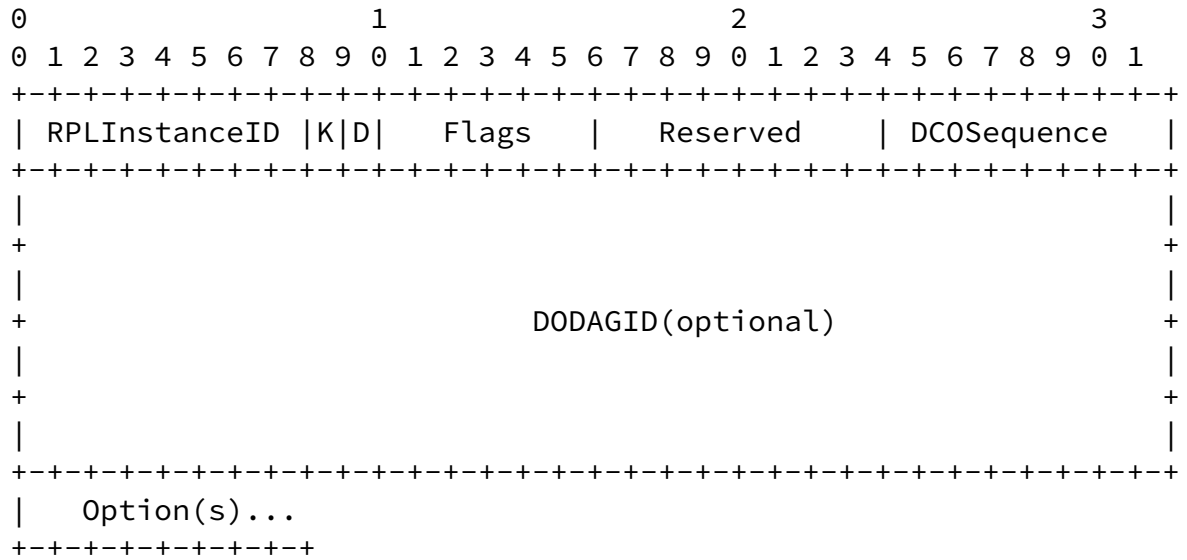 0                   1                   2                   3
0 1 2 3 4 5 6 7 8 9 0 1 2 3 4 5 6 7 8 9 0 1 2 3 4 5 6 7 8 9 0 1
+-+-+-+-+-+-+-+-+-+-+-+-+-+-+-+-+-+-+-+-+-+-+-+-+-+-+-+-+-+-+-+-+
| RPLInstanceID |K|D|   Flags   |   Reserved    | DCOSequence   |
+-+-+-+-+-+-+-+-+-+-+-+-+-+-+-+-+-+-+-+-+-+-+-+-+-+-+-+-+-+-+-+-+
|                                                               |
+                                                               +
|                                                               |
+                            DODAGID(optional)                  +
|                                                               |
+                                                               +
|                                                               |
+-+-+-+-+-+-+-+-+-+-+-+-+-+-+-+-+-+-+-+-+-+-+-+-+-+-+-+-+-+-+-+-+
|   Option(s)...
+-+-+-+-+-+-+-+-+